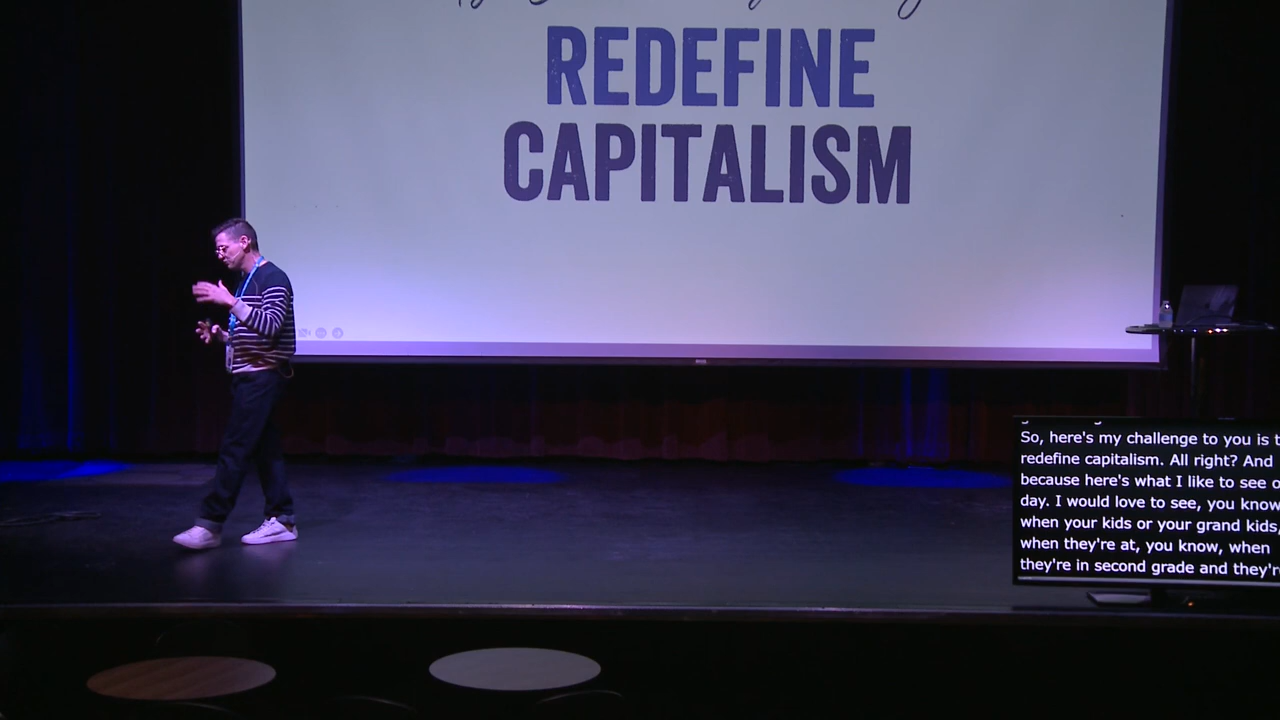 REDEFINE
CAPITALISM
So, here's my challenge to you is t
redefine capitalism. All right? And
because here's what I like to see o
day. I would love to see, you know
when your kids or your grand kids,
when they're at, you know, when
they're in second grade and they'r